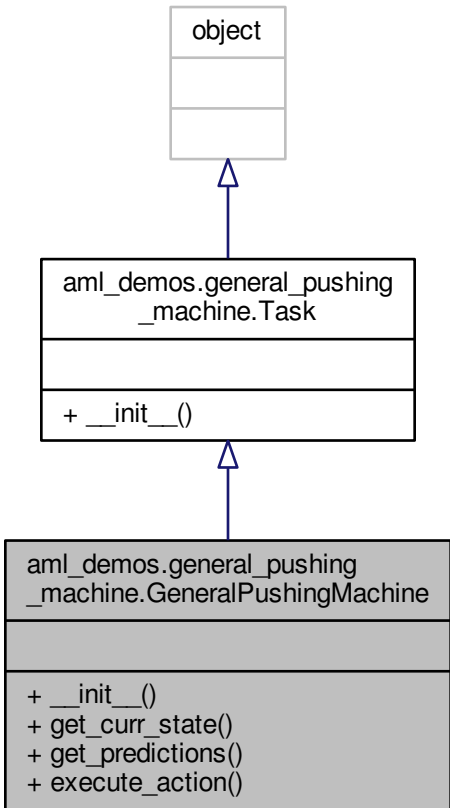 object
aml_demos.general_pushing
_machine.Task
+ __init__()
aml_demos.general_pushing
_machine.GeneralPushingMachine
+ __init__()
+ get_curr_state()
+ get_predictions()
+ execute_action()